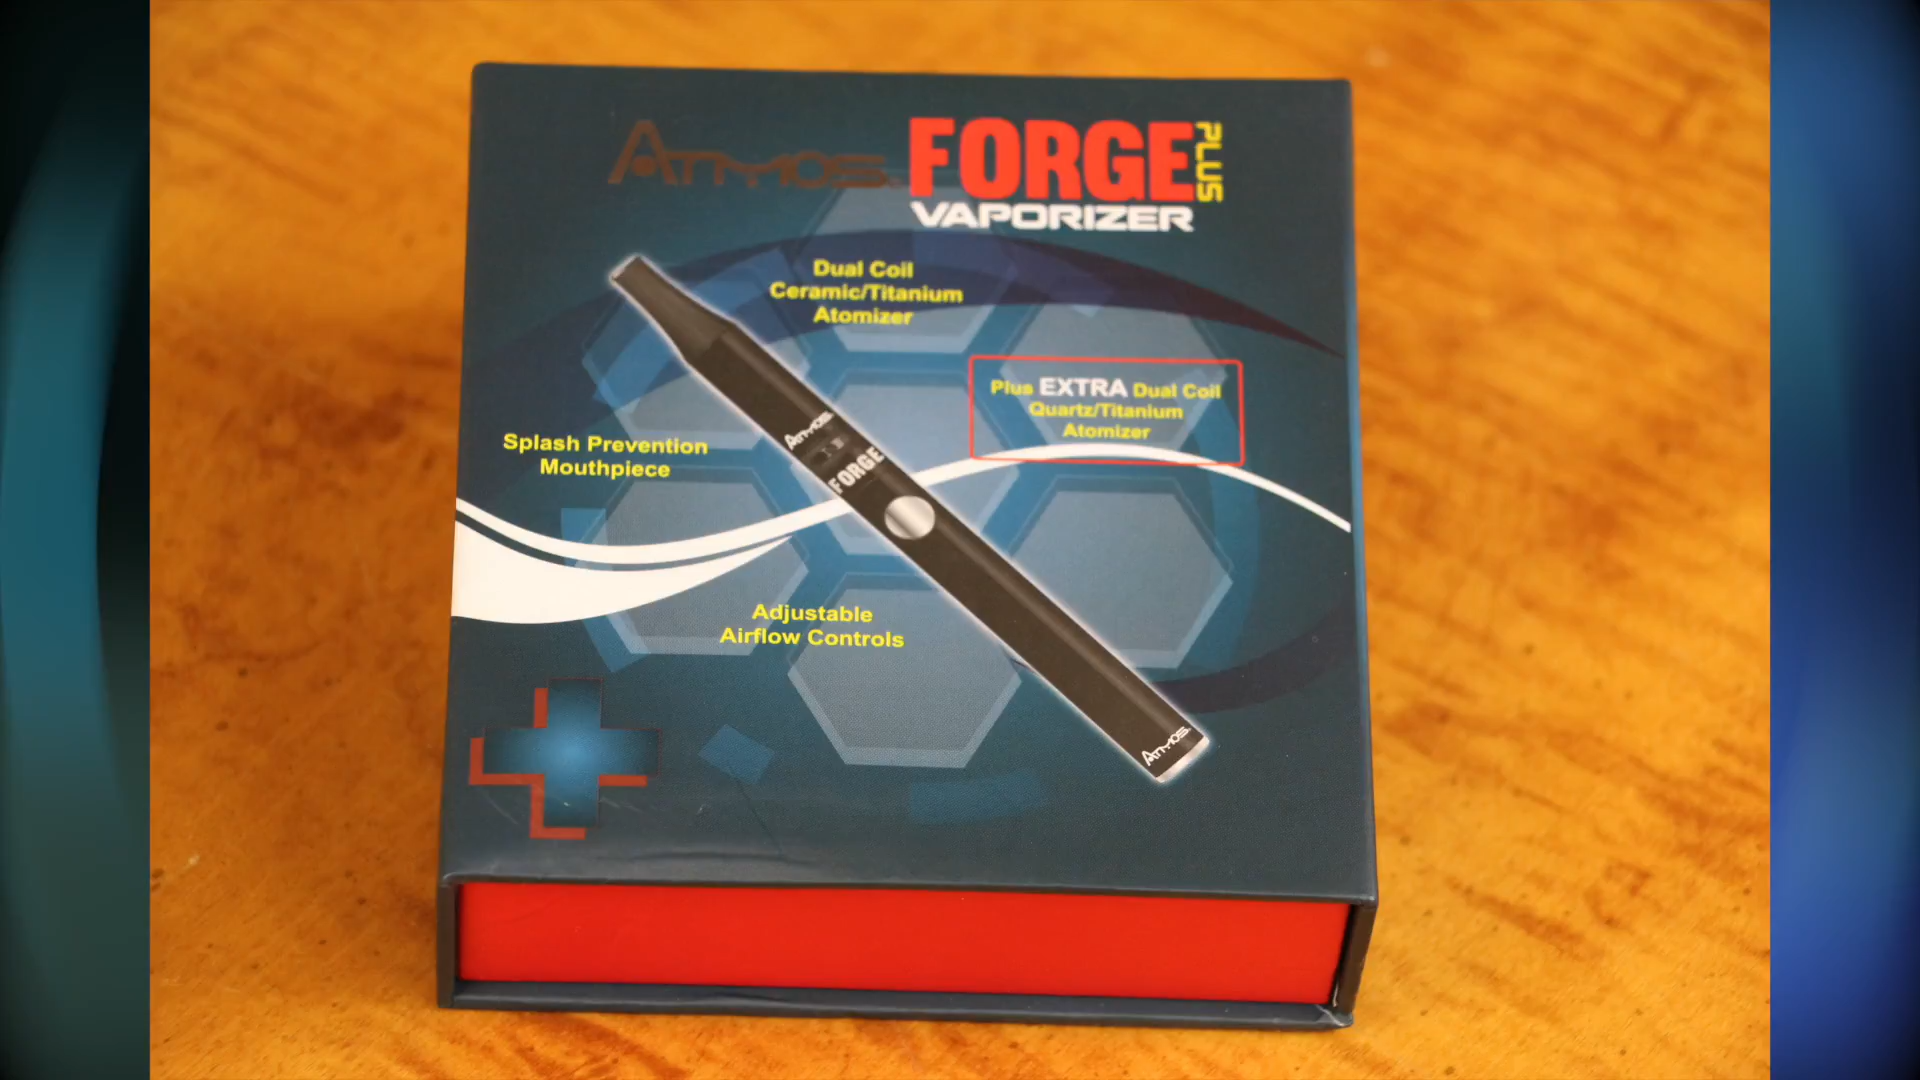 ATMOS FORGE PLUS
VAPORIZER
Dual Coil
Ceramic/Titanium
Atomizer
Plus EXTRA Dual Coil
Quartz/Titanium
Atomizer
Splash Prevention
Mouthpiece
ATMOS
FORGE
Adjustable
Airflow Controls
ATMOS